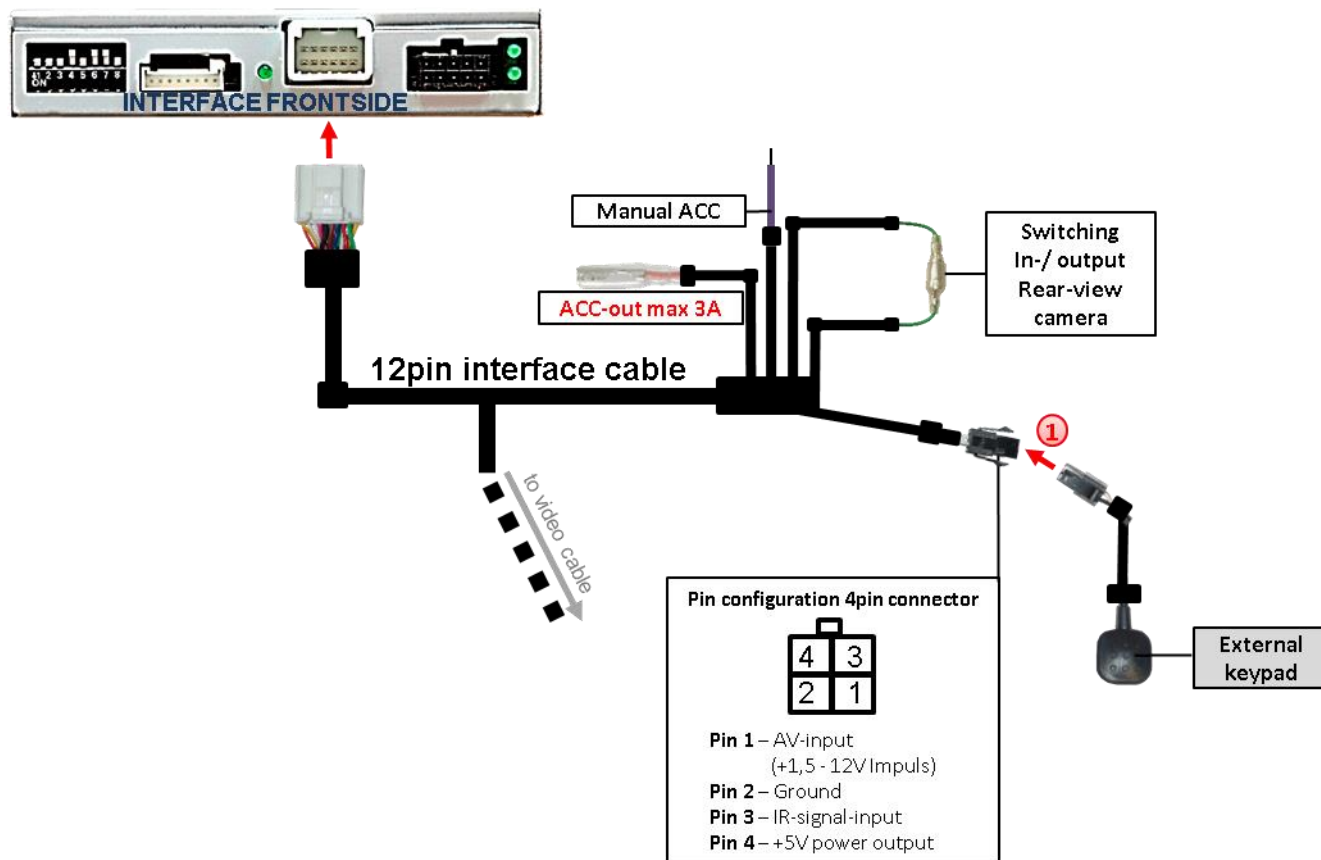 1 2 3 4 5 6 7 8
ON
INTERFACE FRONTSIDE
Manual ACC
Switching
In-/ output
Rear-view
camera
ACC-out max 3A
12pin interface cable
1
to video cable
Pin configuration 4pin connector
4 3
2 1
Pin 1 – AV-input
(+1,5 - 12V Impuls)
Pin 2 – Ground
Pin 3 – IR-signal-input
Pin 4 – +5V power output
External
keypad